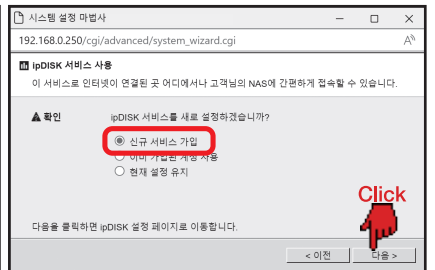 시스템 설정 마법사
192.168.0.250/cgi/advanced/system_wizard.cgi
ipDISK 서비스 사용
이 서비스로 인터넷이 연결된 곳 어디에서나 고객님의 NAS에 간편하게 접속할 수 있습니다.
확인
ipDISK 서비스를 새로 설정하겠습니까?
신규 서비스 가입
이미 가입된 계정 사용
현재 설정 유지
Click
다음을 클릭하면 ipDISK 설정 페이지로 이동합니다.
< 이전
다음 >